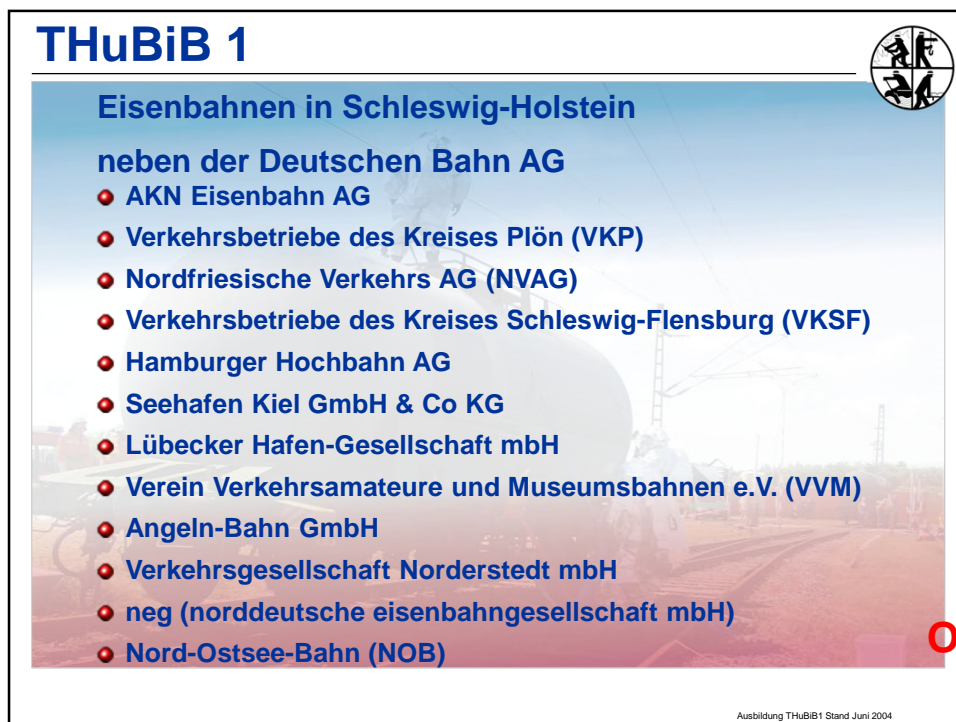 THuBiB 1
Eisenbahnen in Schleswig-Holstein
neben der Deutschen Bahn AG
AKN Eisenbahn AG
Verkehrsbetriebe des Kreises Plön (VKP)
Nordfriesische Verkehrs AG (NVAG)
Verkehrsbetriebe des Kreises Schleswig-Flensburg (VKSF)
Hamburger Hochbahn AG
Seehafen Kiel GmbH & Co KG
Lübecker Hafen-Gesellschaft mbH
Verein Verkehrsamateure und Museumsbahnen e.V. (VVM)
Angeln-Bahn GmbH
Verkehrsgesellschaft Norderstedt mbH
neg (norddeutsche eisenbahngesellschaft mbH)
O
Nord-Ostsee-Bahn (NOB)
Ausbildung THuBiB1 Stand Juni 2004